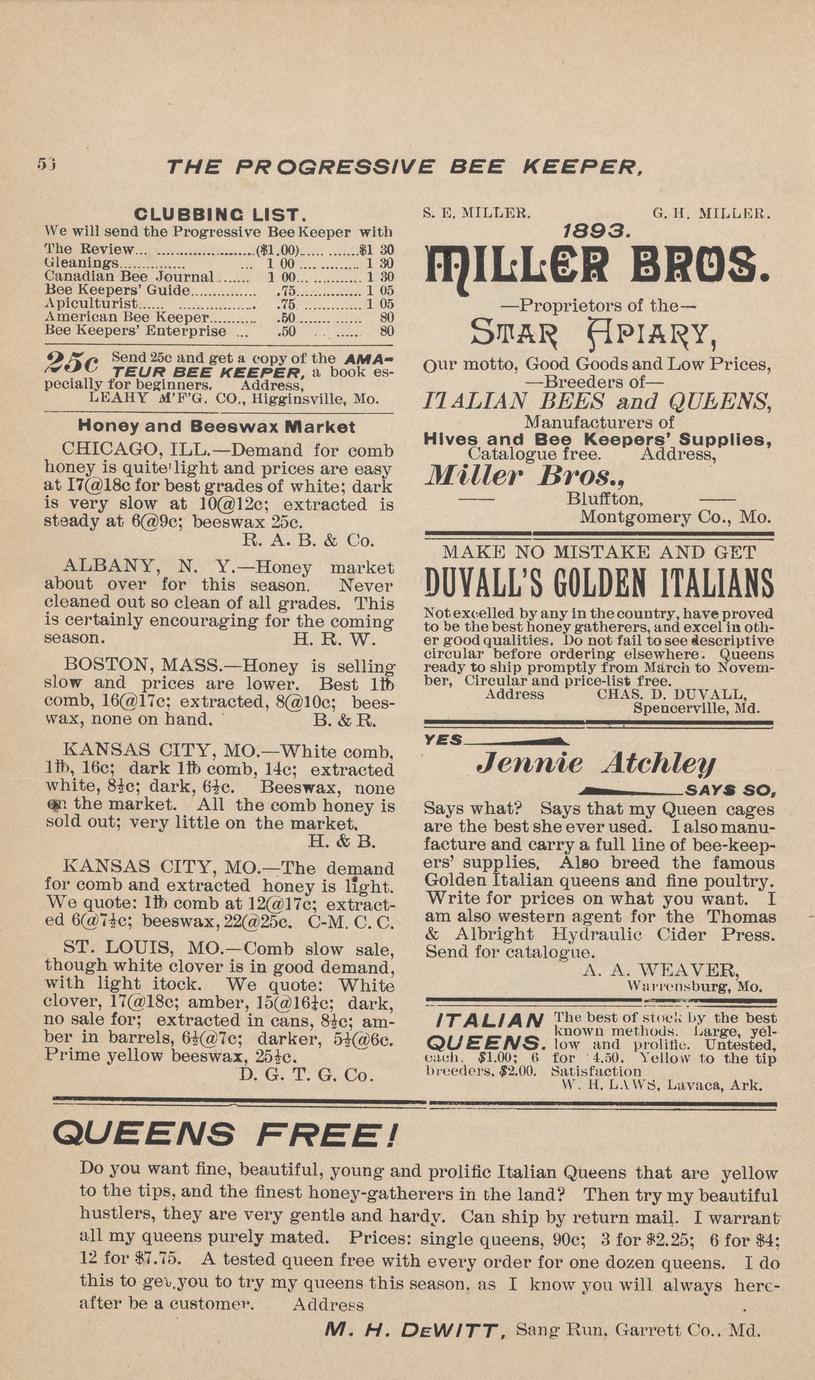 THE PROGRESSIVE BEE KEEPER,
CLUBBING LIST.
We will send the Progressive Bee Keeper with
The Review... ........................($1.00)...... .......$1 30
Gleanings............... ... 1 00 .... .......... 1 30
Canadian Bee Journal........ 1 00... ............ 1 30
Bee Keepers' Guide............... .75............... 1 05
Apiculturist...... .................... .75 ............... 1 05
American Bee Keeper.......... .50 ....... ...... 80
Bee Keepers' Enterprise ... .50 ... ...... 80
25c Send 25c and get a copy of the AMA-
TEUR BEE KEEPER, a book es-
pecially for beginners. Address,
LEAHY M'F'G. CO., Higginsville, Mo.
Honey and Beeswax Market
CHICAGO, ILL.—Demand for comb
honey is quite light and prices are easy
at 17@18c for best grades of white; dark
is very slow at 10@12c; extracted is
steady at 6@9c; beeswax 25c.
R. A. B. & Co.
ALBANY, N. Y.—Honey market
about over for this season. Never
cleaned out so clean of all grades. This
is certainly encouraging for the coming
season. H. R. W.
BOSTON, MASS.—Honey is selling
slow and prices are lower. Best 1℔
comb, 16@17c; extracted, 8@10c; bees-
wax, none on hand. B. & R.
KANSAS CITY, MO.—White comb,
1℔, 16c; dark 1℔ comb, 14c; extracted
white, 8½c; dark, 6½c. Beeswax, none
on the market. All the comb honey is
sold out; very little on the market.
H. & B.
KANSAS CITY, MO.—The demand
for comb and extracted honey is light.
We quote: 1℔ comb at 12@17c; extract-
ed 6@7½c; beeswax, 22@25c. C-M. C. C.
ST. LOUIS, MO.—Comb slow sale,
though white clover is in good demand,
with light itock. We quote: White
clover, 17@18c; amber, 15@16½c; dark,
no sale for; extracted in cans, 8½c; am-
ber in barrels, 6½@7c; darker, 5½@6c.
Prime yellow beeswax, 25½c.
D. G. T. G. Co.
S. E. MILLER. G. H. MILLER.
1893.
MILLER BROS.
—Proprietors of the—
STAR APIARY,
Our motto, Good Goods and Low Prices,
—Breeders of—
ITALIAN BEES and QUEENS,
Manufacturers of
Hives and Bee Keepers' Supplies,
Catalogue free. Address,
Miller Bros.,
Bluffton,
Montgomery Co., Mo.
MAKE NO MISTAKE AND GET
DUVALL'S GOLDEN ITALIANS
Not excelled by any in the country, have proved
to be the best honey gatherers, and excel in oth-
er good qualities. Do not fail to see descriptive
circular before ordering elsewhere. Queens
ready to ship promptly from March to Novem-
ber, Circular and price-list free.
Address CHAS. D. DUVALL,
Spencerville, Md.
YES
Jennie Atchley
SAYS SO,
Says what? Says that my Queen cages
are the best she ever used. I also manu-
facture and carry a full line of bee-keep-
ers' supplies, Also breed the famous
Golden Italian queens and fine poultry.
Write for prices on what you want. I
am also western agent for the Thomas
& Albright Hydraulic Cider Press.
Send for catalogue.
A. A. WEAVER,
Warrensburg, Mo.
ITALIAN QUEENS. The best of stock by the best
known methods. Large, yel-
low and prolific. Untested,
each, $1.00; 6 for 4.50. Yellow to the tip
breeders, $2.00. Satisfaction
W. H. LAWS, Lavaca, Ark.
QUEENS FREE!
Do you want fine, beautiful, young and prolific Italian Queens that are yellow
to the tips, and the finest honey-gatherers in the land? Then try my beautiful
hustlers, they are very gentle and hardy. Can ship by return mail. I warrant
all my queens purely mated. Prices: single queens, 90c; 3 for $2.25; 6 for $4;
12 for $7.75. A tested queen free with every order for one dozen queens. I do
this to get you to try my queens this season, as I know you will always here-
after be a customer. Address
M. H. DEWITT, Sang Run, Garrett Co., Md.